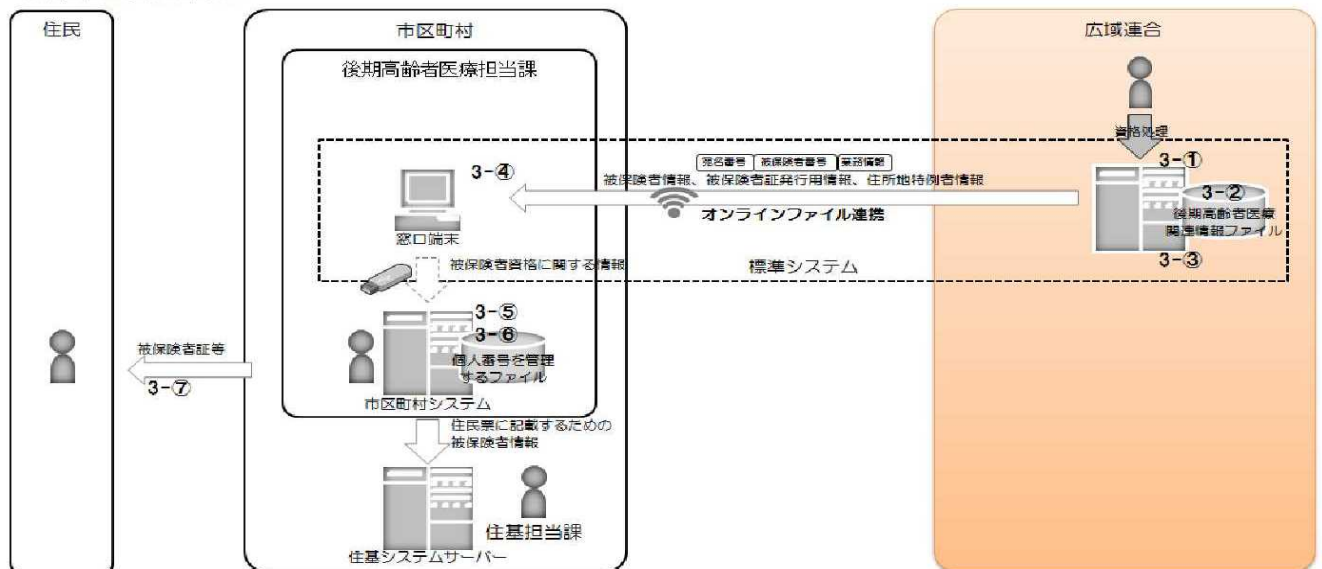 住民
市区町村
広域連合
後期高齢者医療担当課
資格処理
宛名番号 被保険者番号 業務情報
3-①
3-④
被保険者情報、被保険者証発行用情報、住所地特例者情報
3-②
オンラインファイル連携
後期高齢者医療
関連情報ファイル
窓口端末
3-③
被保険者資格に関する情報
標準システム
3-⑤
3-⑥
被保険者証等
個人番号を管理
するファイル
3-⑦
市区町村システム
住民票に記載するための
被保険者情報
住基担当課
住基システムサーバー